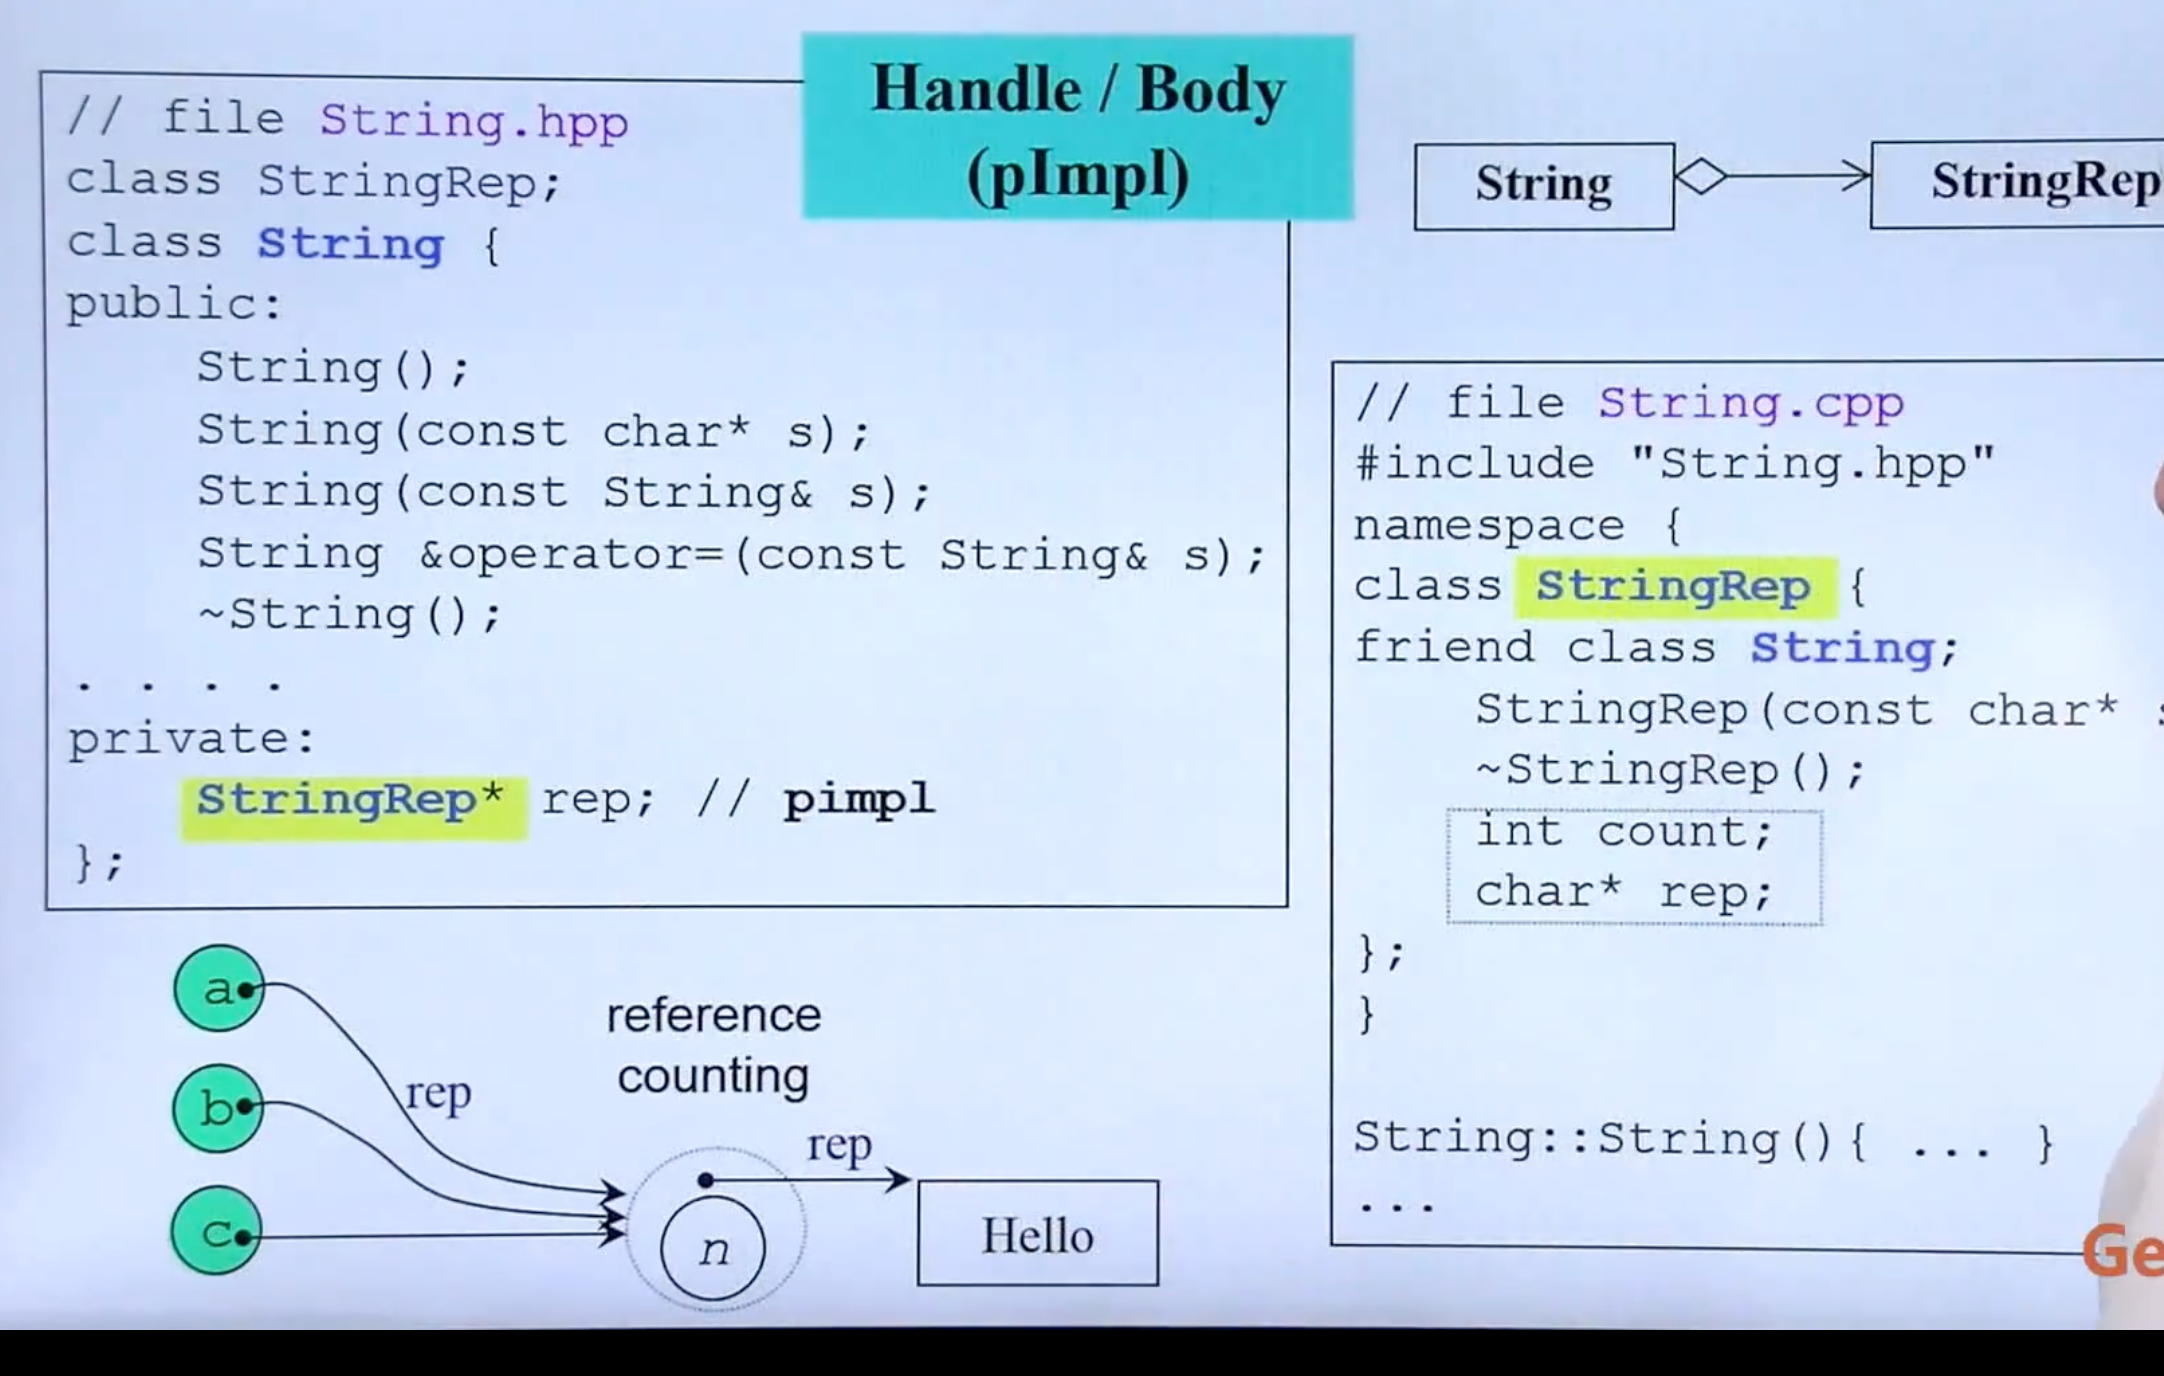 Handle / Body
(pImpl)
// file String.hpp
class StringRep;
class String {
public:
    String();
    String(const char* s);
    String(const String& s);
    String &operator=(const String& s);
    ~String();
. . . .
private:
    StringRep* rep; // pimpl
};
String
StringRep
// file String.cpp
#include "String.hpp"
namespace {
class StringRep {
friend class String;
    StringRep(const char*
    ~StringRep();
    int count;
    char* rep;
};
}
String::String(){ ... }
...
a
b
c
rep
reference
counting
rep
n
Hello
Ge